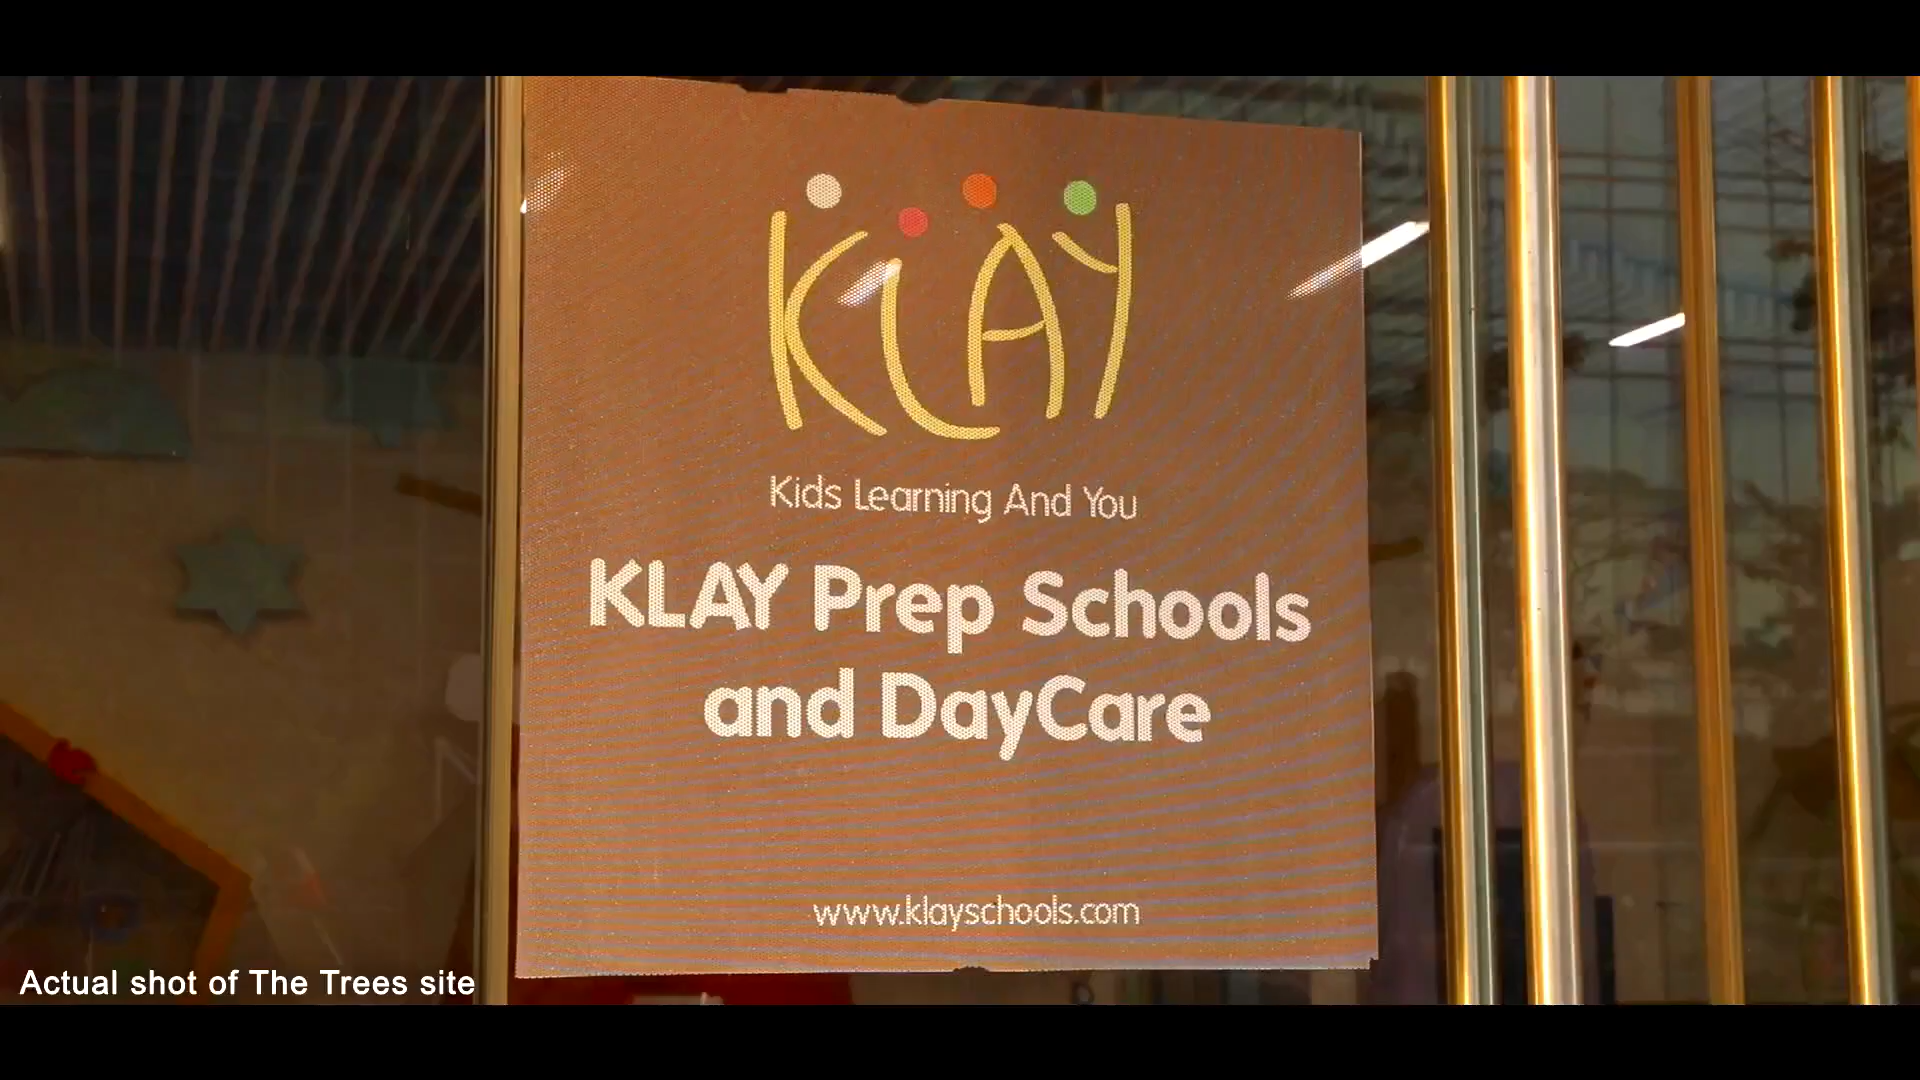 KLAY
Kids Learning And You
KLAY Prep Schools
and DayCare
www.klayschools.com
Actual shot of The Trees site